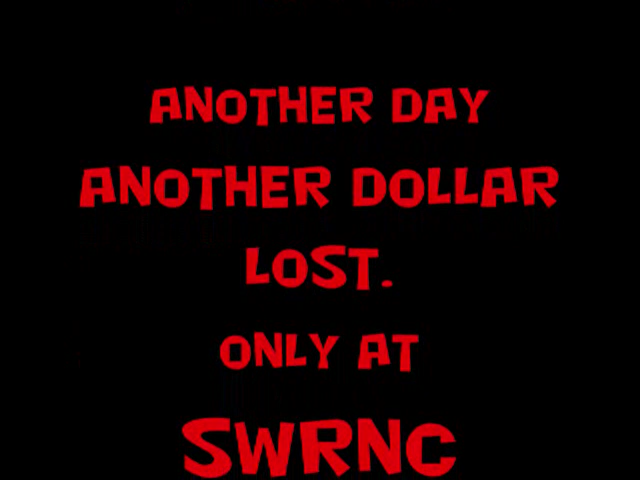 ANOTHER DAY
ANOTHER DOLLAR
LOST.
ONLY AT
SWRNC